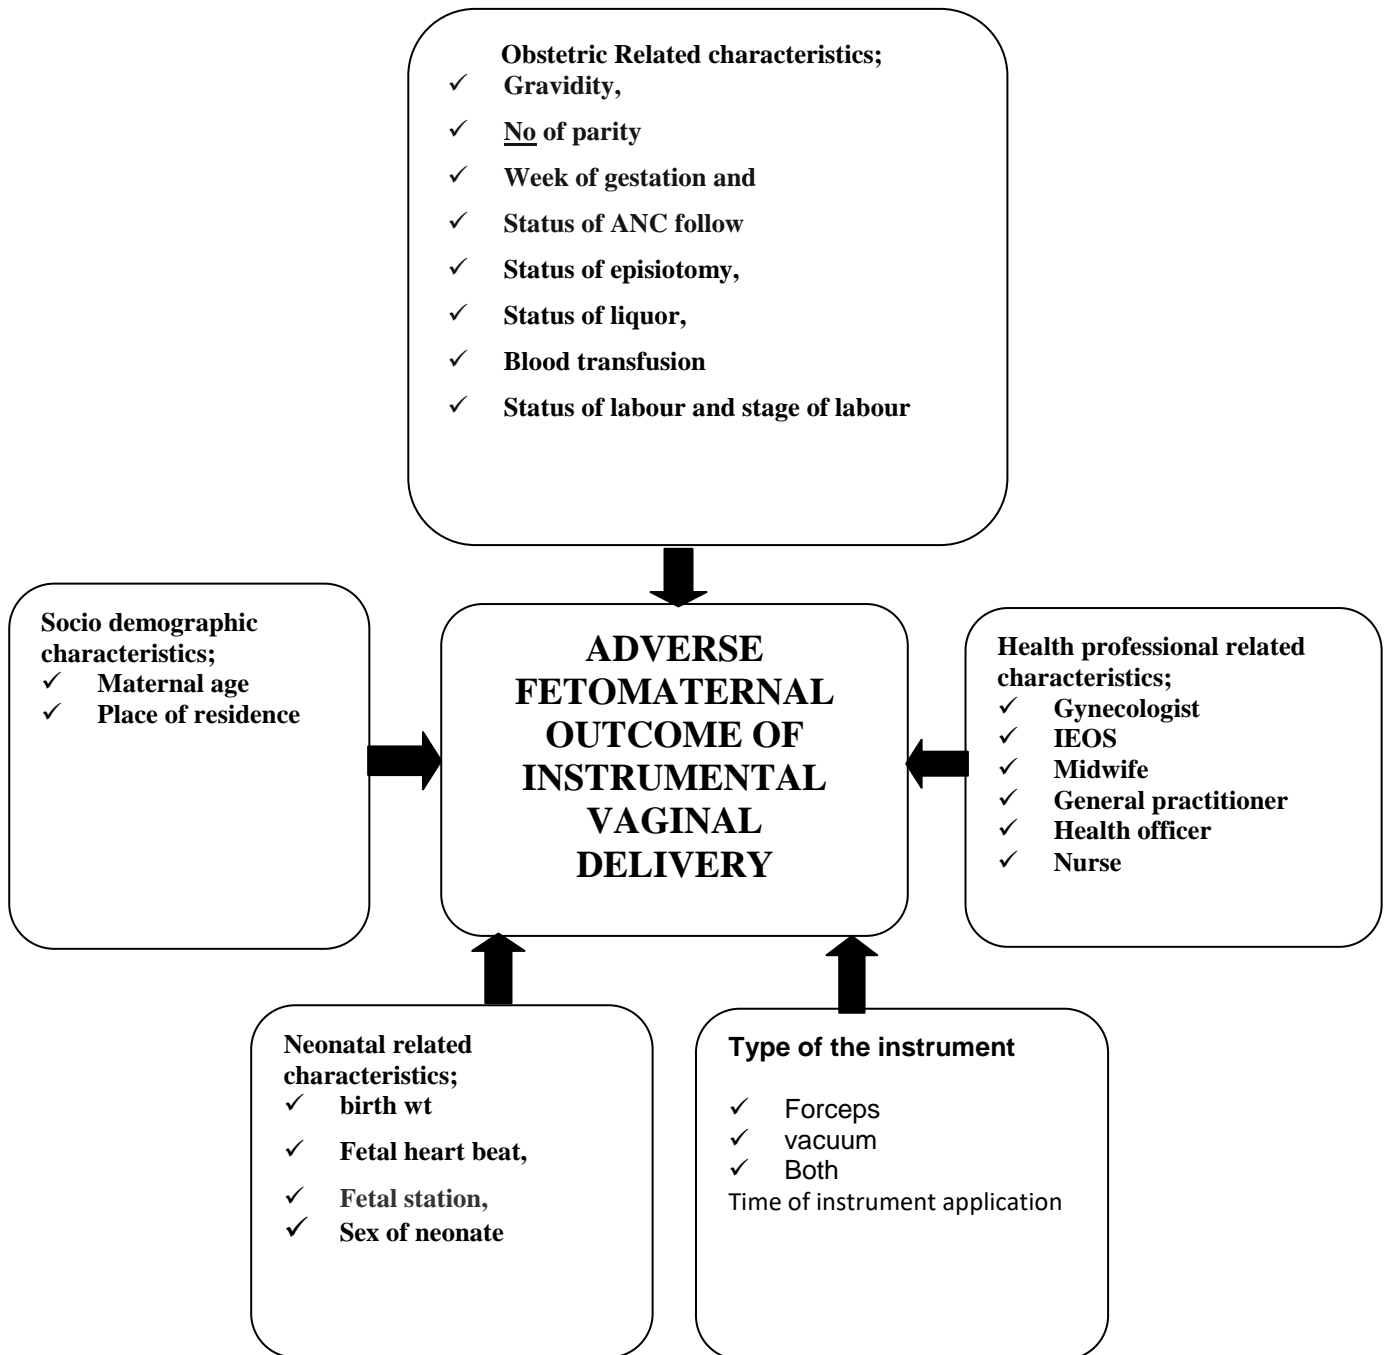 Obstetric Related characteristics;
✓ Gravidity,
✓ No of parity
✓ Week of gestation and
✓ Status of ANC follow
✓ Status of episiotomy,
✓ Status of liquor,
✓ Blood transfusion
✓ Status of labour and stage of labour
Socio demographic
characteristics;
✓ Maternal age
✓ Place of residence
ADVERSE
FETOMATERNAL
OUTCOME OF
INSTRUMENTAL
VAGINAL
DELIVERY
Health professional related
characteristics;
✓ Gynecologist
✓ IEOS
✓ Midwife
✓ General practitioner
✓ Health officer
✓ Nurse
Neonatal related
characteristics;
✓ birth wt
✓ Fetal heart beat,
✓ Fetal station,
✓ Sex of neonate
Type of the instrument
✓ Forceps
✓ vacuum
✓ Both
Time of instrument application